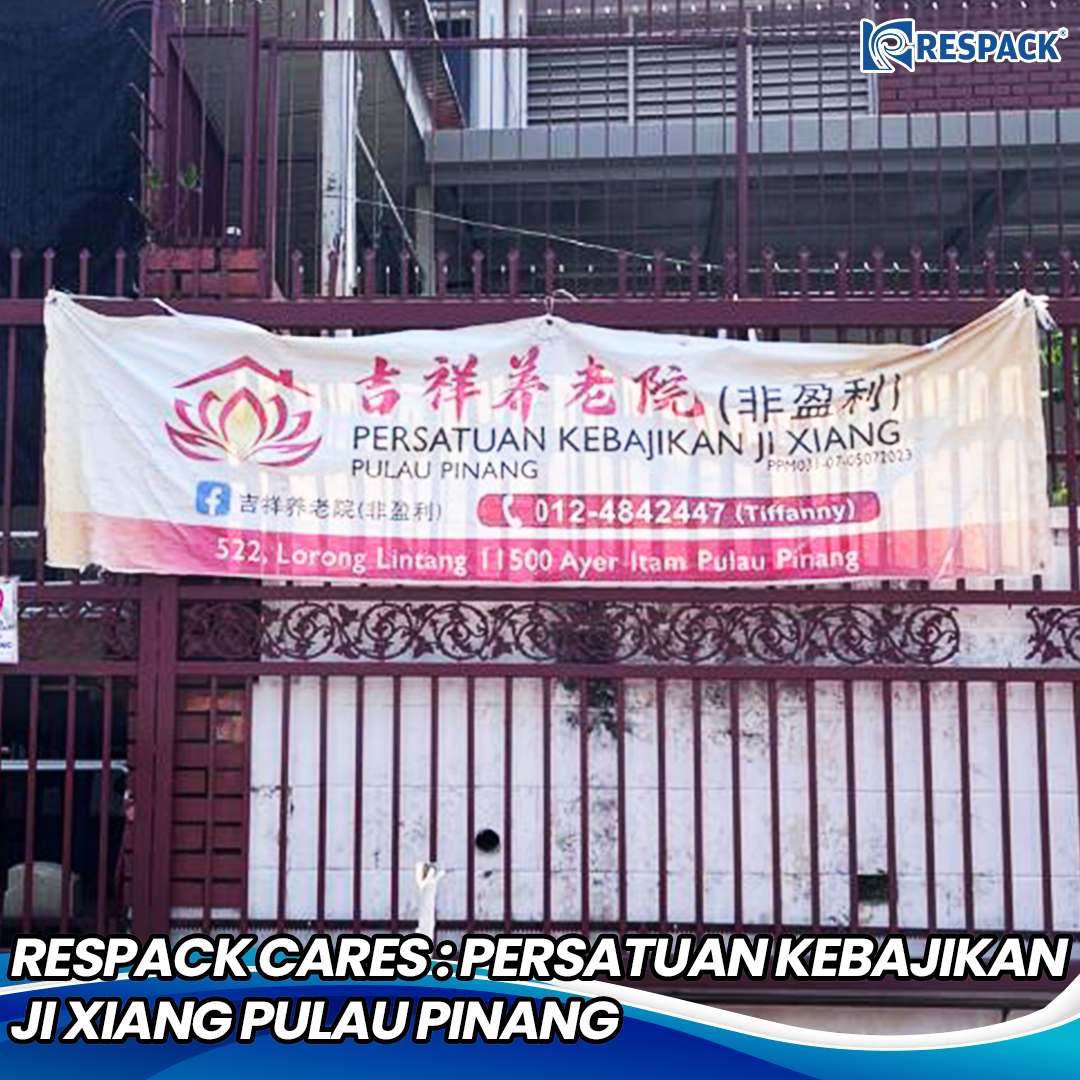 RESPACK®
吉祥养老院(非盈利)
PERSATUAN KEBAJIKAN JI XIANG
PULAU PINANG
PPM031-07-05072023
吉祥养老院(非盈利)
012-4842447 (Tiffanny)
522, Lorong Lintang 11500 Ayer Itam Pulau Pinang
RESPACK CARES : PERSATUAN KEBAJIKAN
JI XIANG PULAU PINANG